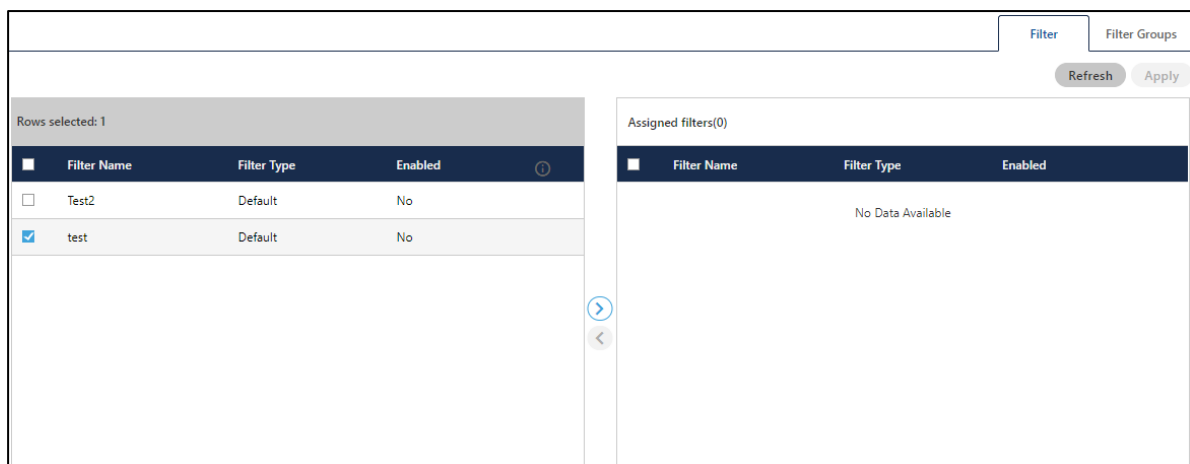 Filter Filter Groups
Refresh Apply
Rows selected: 1
Filter Name Filter Type Enabled
Test2 Default No
test Default No
Assigned filters(0)
Filter Name Filter Type Enabled
No Data Available